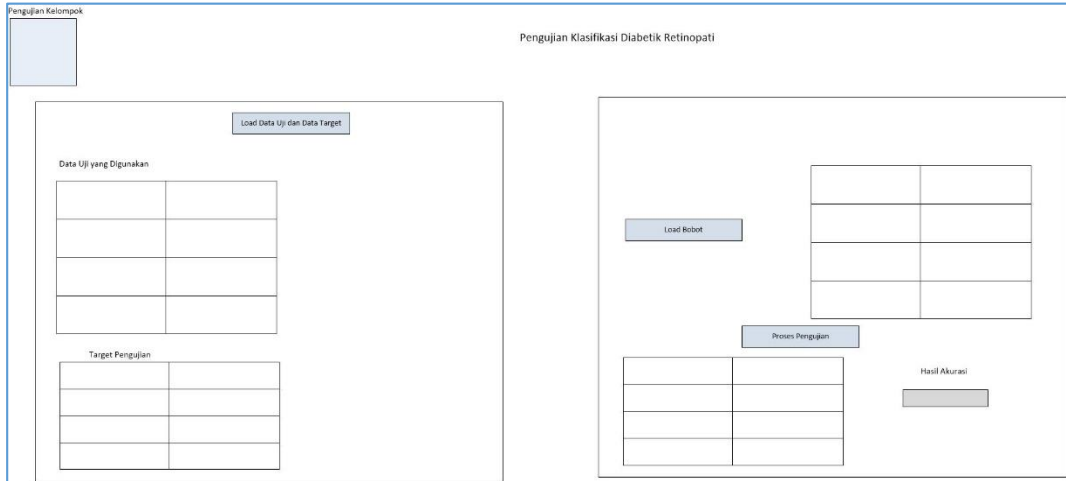 Pengujian Kelompok
Pengujian Klasifikasi Diabetik Retinopati
Load Data Uji dan Data Target
Data Uji yang Digunakan
Target Pengujian
Load Bobot
Proses Pengujian
Hasil Akurasi